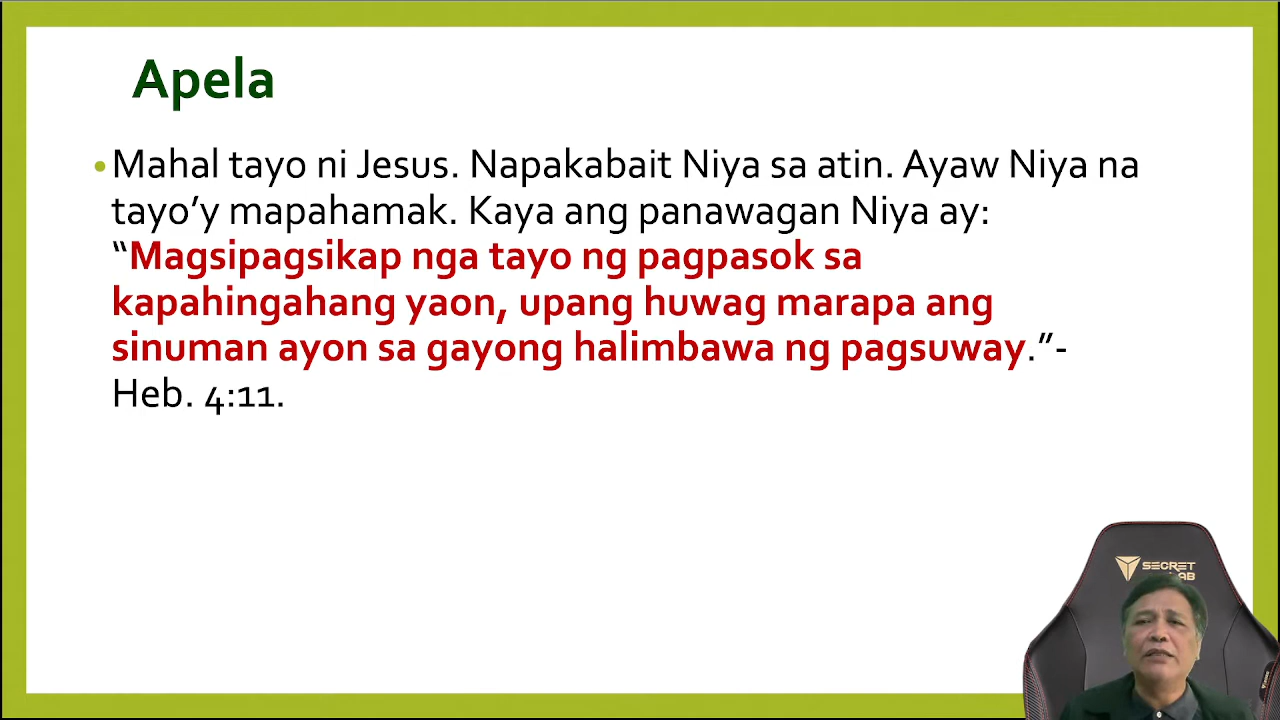 Apela
•Mahal tayo ni Jesus. Napakabait Niya sa atin. Ayaw Niya na
tayo’y mapahamak. Kaya ang panawagan Niya ay:
“Magsipagsikap nga tayo ng pagpasok sa
kapahingahang yaon, upang huwag marapa ang
sinuman ayon sa gayong halimbawa ng pagsuway.”-
Heb. 4:11.
SECRET